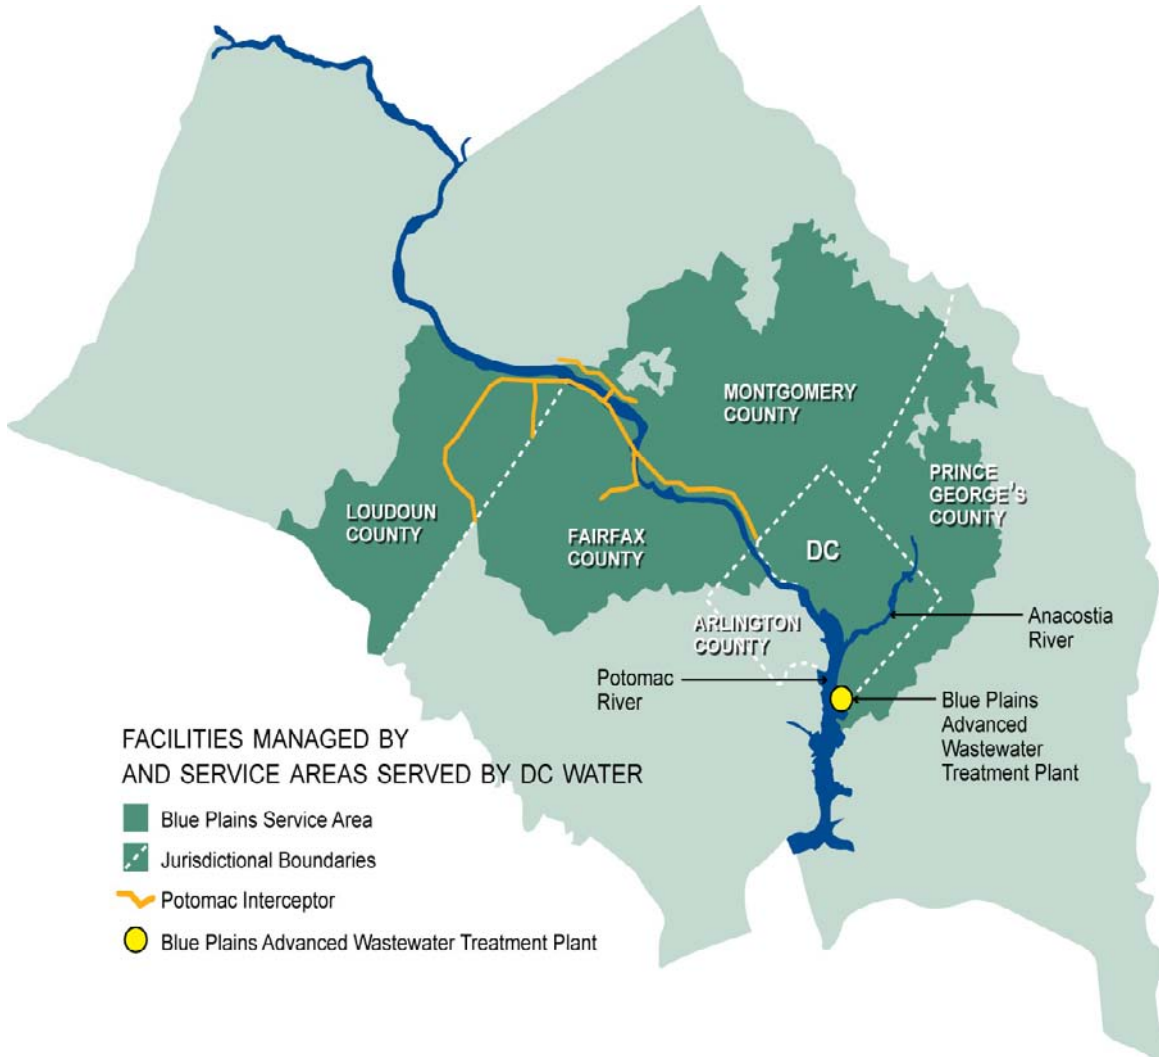 MONTGOMERY
COUNTY
PRINCE
GEORGE'S
COUNTY
LOUDOUN
COUNTY
FAIRFAX
COUNTY
DC
ARLINGTON
COUNTY
Anacostia
River
Potomac
River
Blue Plains
Advanced
Wastewater
Treatment Plant
FACILITIES MANAGED BY
AND SERVICE AREAS SERVED BY DC WATER
Blue Plains Service Area
Jurisdictional Boundaries
Potomac Interceptor
Blue Plains Advanced Wastewater Treatment Plant